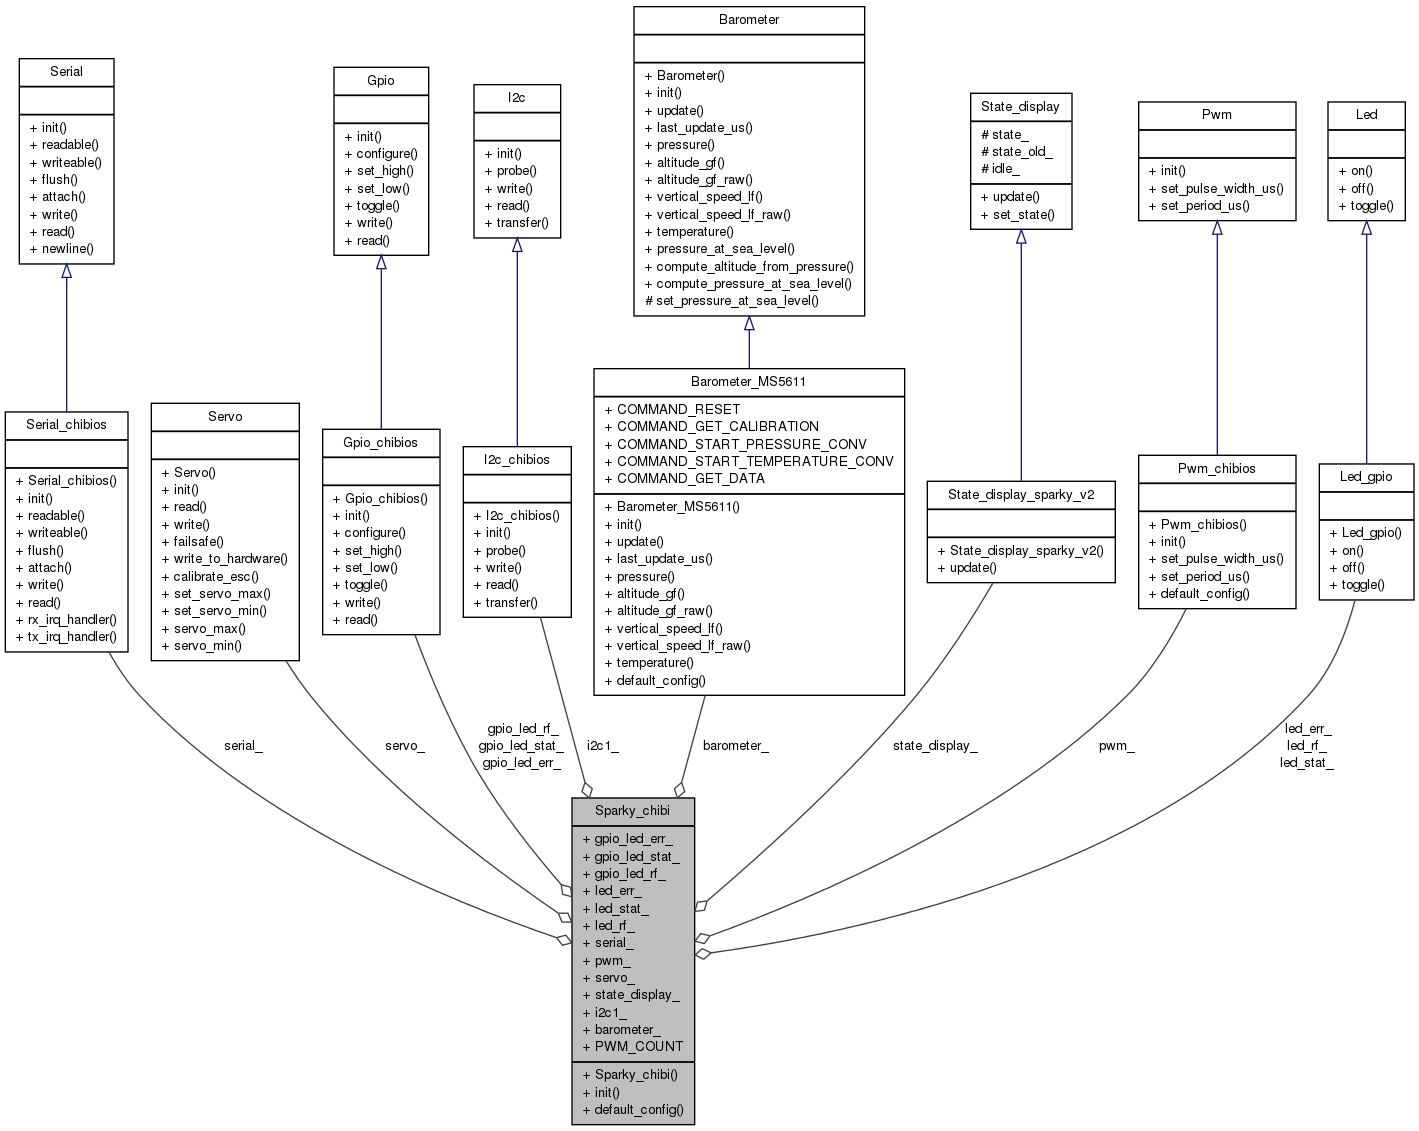 Barometer
+ Barometer()
+ init()
+ update()
+ last_update_us()
+ pressure()
+ altitude_gf()
+ altitude_gf_raw()
+ vertical_speed_lf()
+ vertical_speed_lf_raw()
+ temperature()
+ pressure_at_sea_level()
+ compute_altitude_from_pressure()
+ compute_pressure_at_sea_level()
# set_pressure_at_sea_level()
Serial
+ init()
+ readable()
+ writeable()
+ flush()
+ attach()
+ write()
+ read()
+ newline()
Gpio
+ init()
+ configure()
+ set_high()
+ set_low()
+ toggle()
+ write()
+ read()
I2c
+ init()
+ probe()
+ write()
+ read()
+ transfer()
State_display
# state_
# state_old_
# idle_
+ update()
+ set_state()
Pwm
+ init()
+ set_pulse_width_us()
+ set_period_us()
Led
+ on()
+ off()
+ toggle()
Serial_chibios
+ Serial_chibios()
+ init()
+ readable()
+ writeable()
+ flush()
+ attach()
+ write()
+ read()
+ rx_irq_handler()
+ tx_irq_handler()
Servo
+ Servo()
+ init()
+ read()
+ write()
+ failsafe()
+ write_to_hardware()
+ calibrate_esc()
+ set_servo_max()
+ set_servo_min()
+ servo_max()
+ servo_min()
Gpio_chibios
+ Gpio_chibios()
+ init()
+ configure()
+ set_high()
+ set_low()
+ toggle()
+ write()
+ read()
I2c_chibios
+ I2c_chibios()
+ init()
+ probe()
+ write()
+ read()
+ transfer()
Barometer_MS5611
+ COMMAND_RESET
+ COMMAND_GET_CALIBRATION
+ COMMAND_START_PRESSURE_CONV
+ COMMAND_START_TEMPERATURE_CONV
+ COMMAND_GET_DATA
+ Barometer_MS5611()
+ init()
+ update()
+ last_update_us()
+ pressure()
+ altitude_gf()
+ altitude_gf_raw()
+ vertical_speed_lf()
+ vertical_speed_lf_raw()
+ temperature()
+ default_config()
State_display_sparky_v2
+ State_display_sparky_v2()
+ update()
Pwm_chibios
+ Pwm_chibios()
+ init()
+ set_pulse_width_us()
+ set_period_us()
+ default_config()
Led_gpio
+ Led_gpio()
+ on()
+ off()
+ toggle()
serial_
servo_
gpio_led_rf_
gpio_led_stat_
gpio_led_err_
i2c1_
barometer_
state_display_
pwm_
led_err_
led_rf_
led_stat_
Sparky_chibi
+ gpio_led_err_
+ gpio_led_stat_
+ gpio_led_rf_
+ led_err_
+ led_stat_
+ led_rf_
+ serial_
+ pwm_
+ servo_
+ state_display_
+ i2c1_
+ barometer_
+ PWM_COUNT
+ Sparky_chibi()
+ init()
+ default_config()